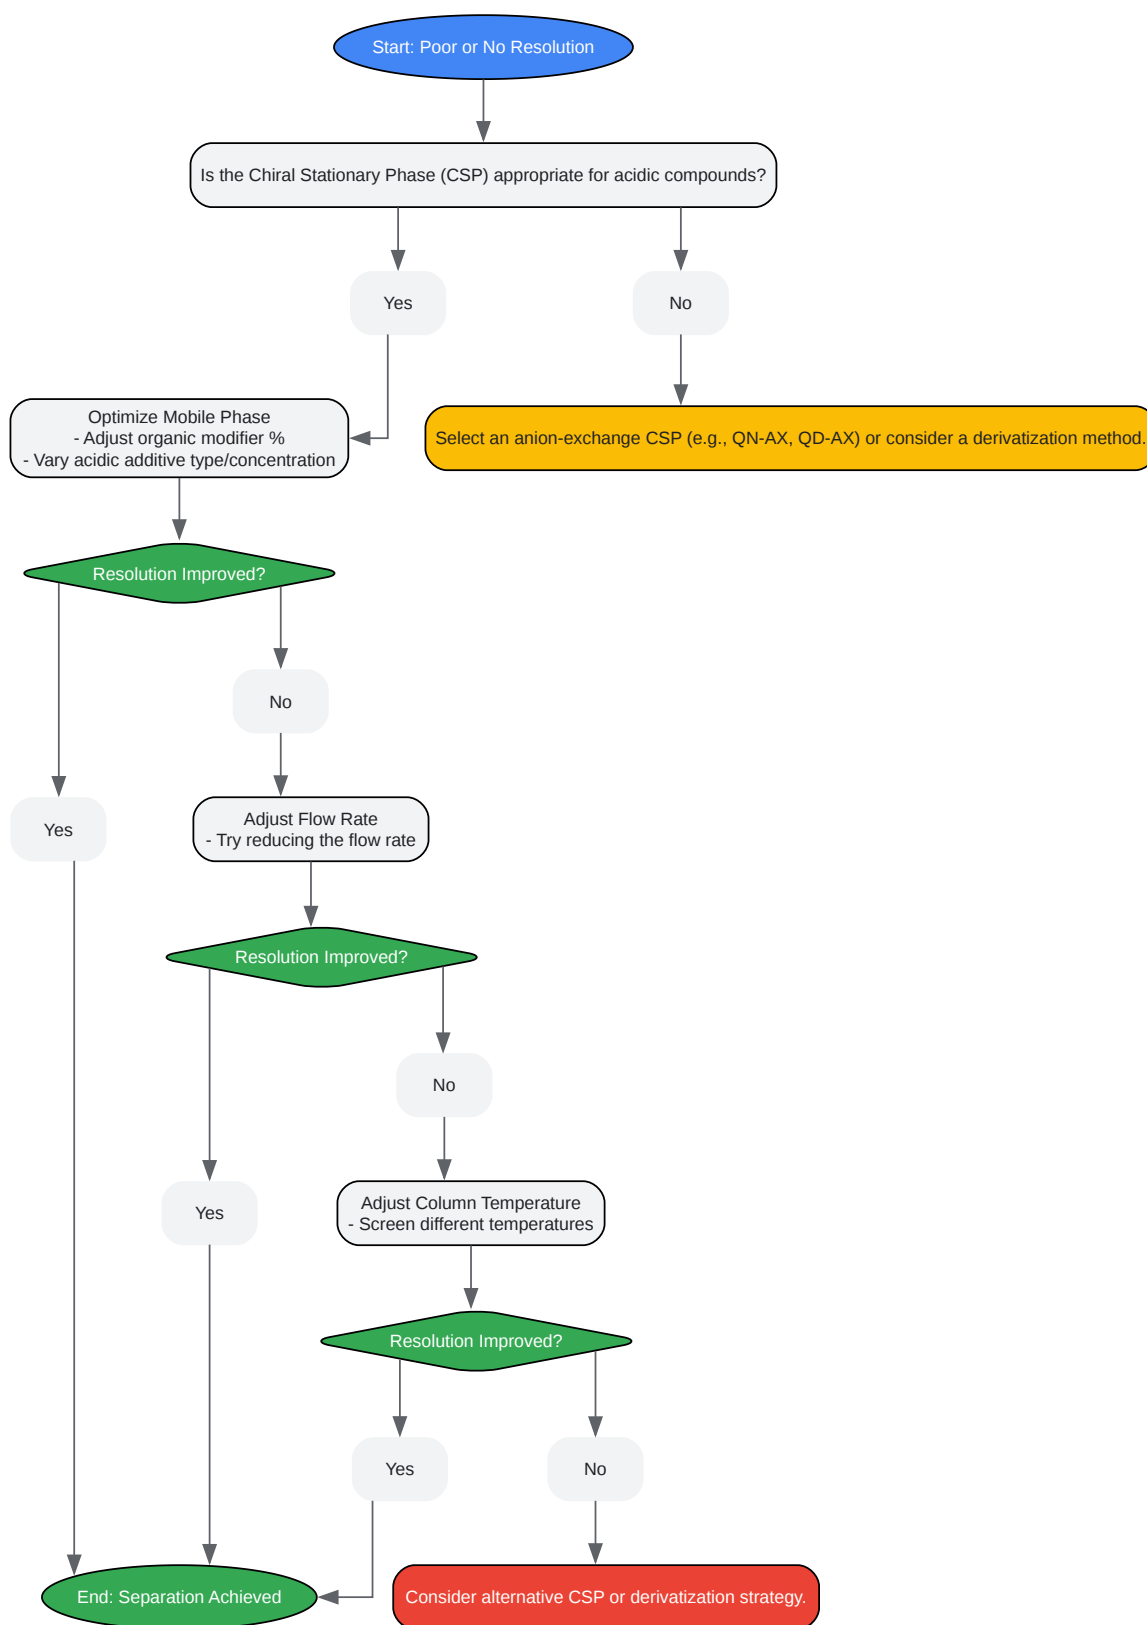 Start: Poor or No Resolution
Is the Chiral Stationary Phase (CSP) appropriate for acidic compounds?
Yes
No
Optimize Mobile Phase
- Adjust organic modifier %
- Vary acidic additive type/concentration
Select an anion-exchange CSP (e.g., QN-AX, QD-AX) or consider a derivatization method.
Resolution Improved?
No
Yes
Adjust Flow Rate
- Try reducing the flow rate
Resolution Improved?
No
Yes
Adjust Column Temperature
- Screen different temperatures
Resolution Improved?
Yes
No
End: Separation Achieved
Consider alternative CSP or derivatization strategy.